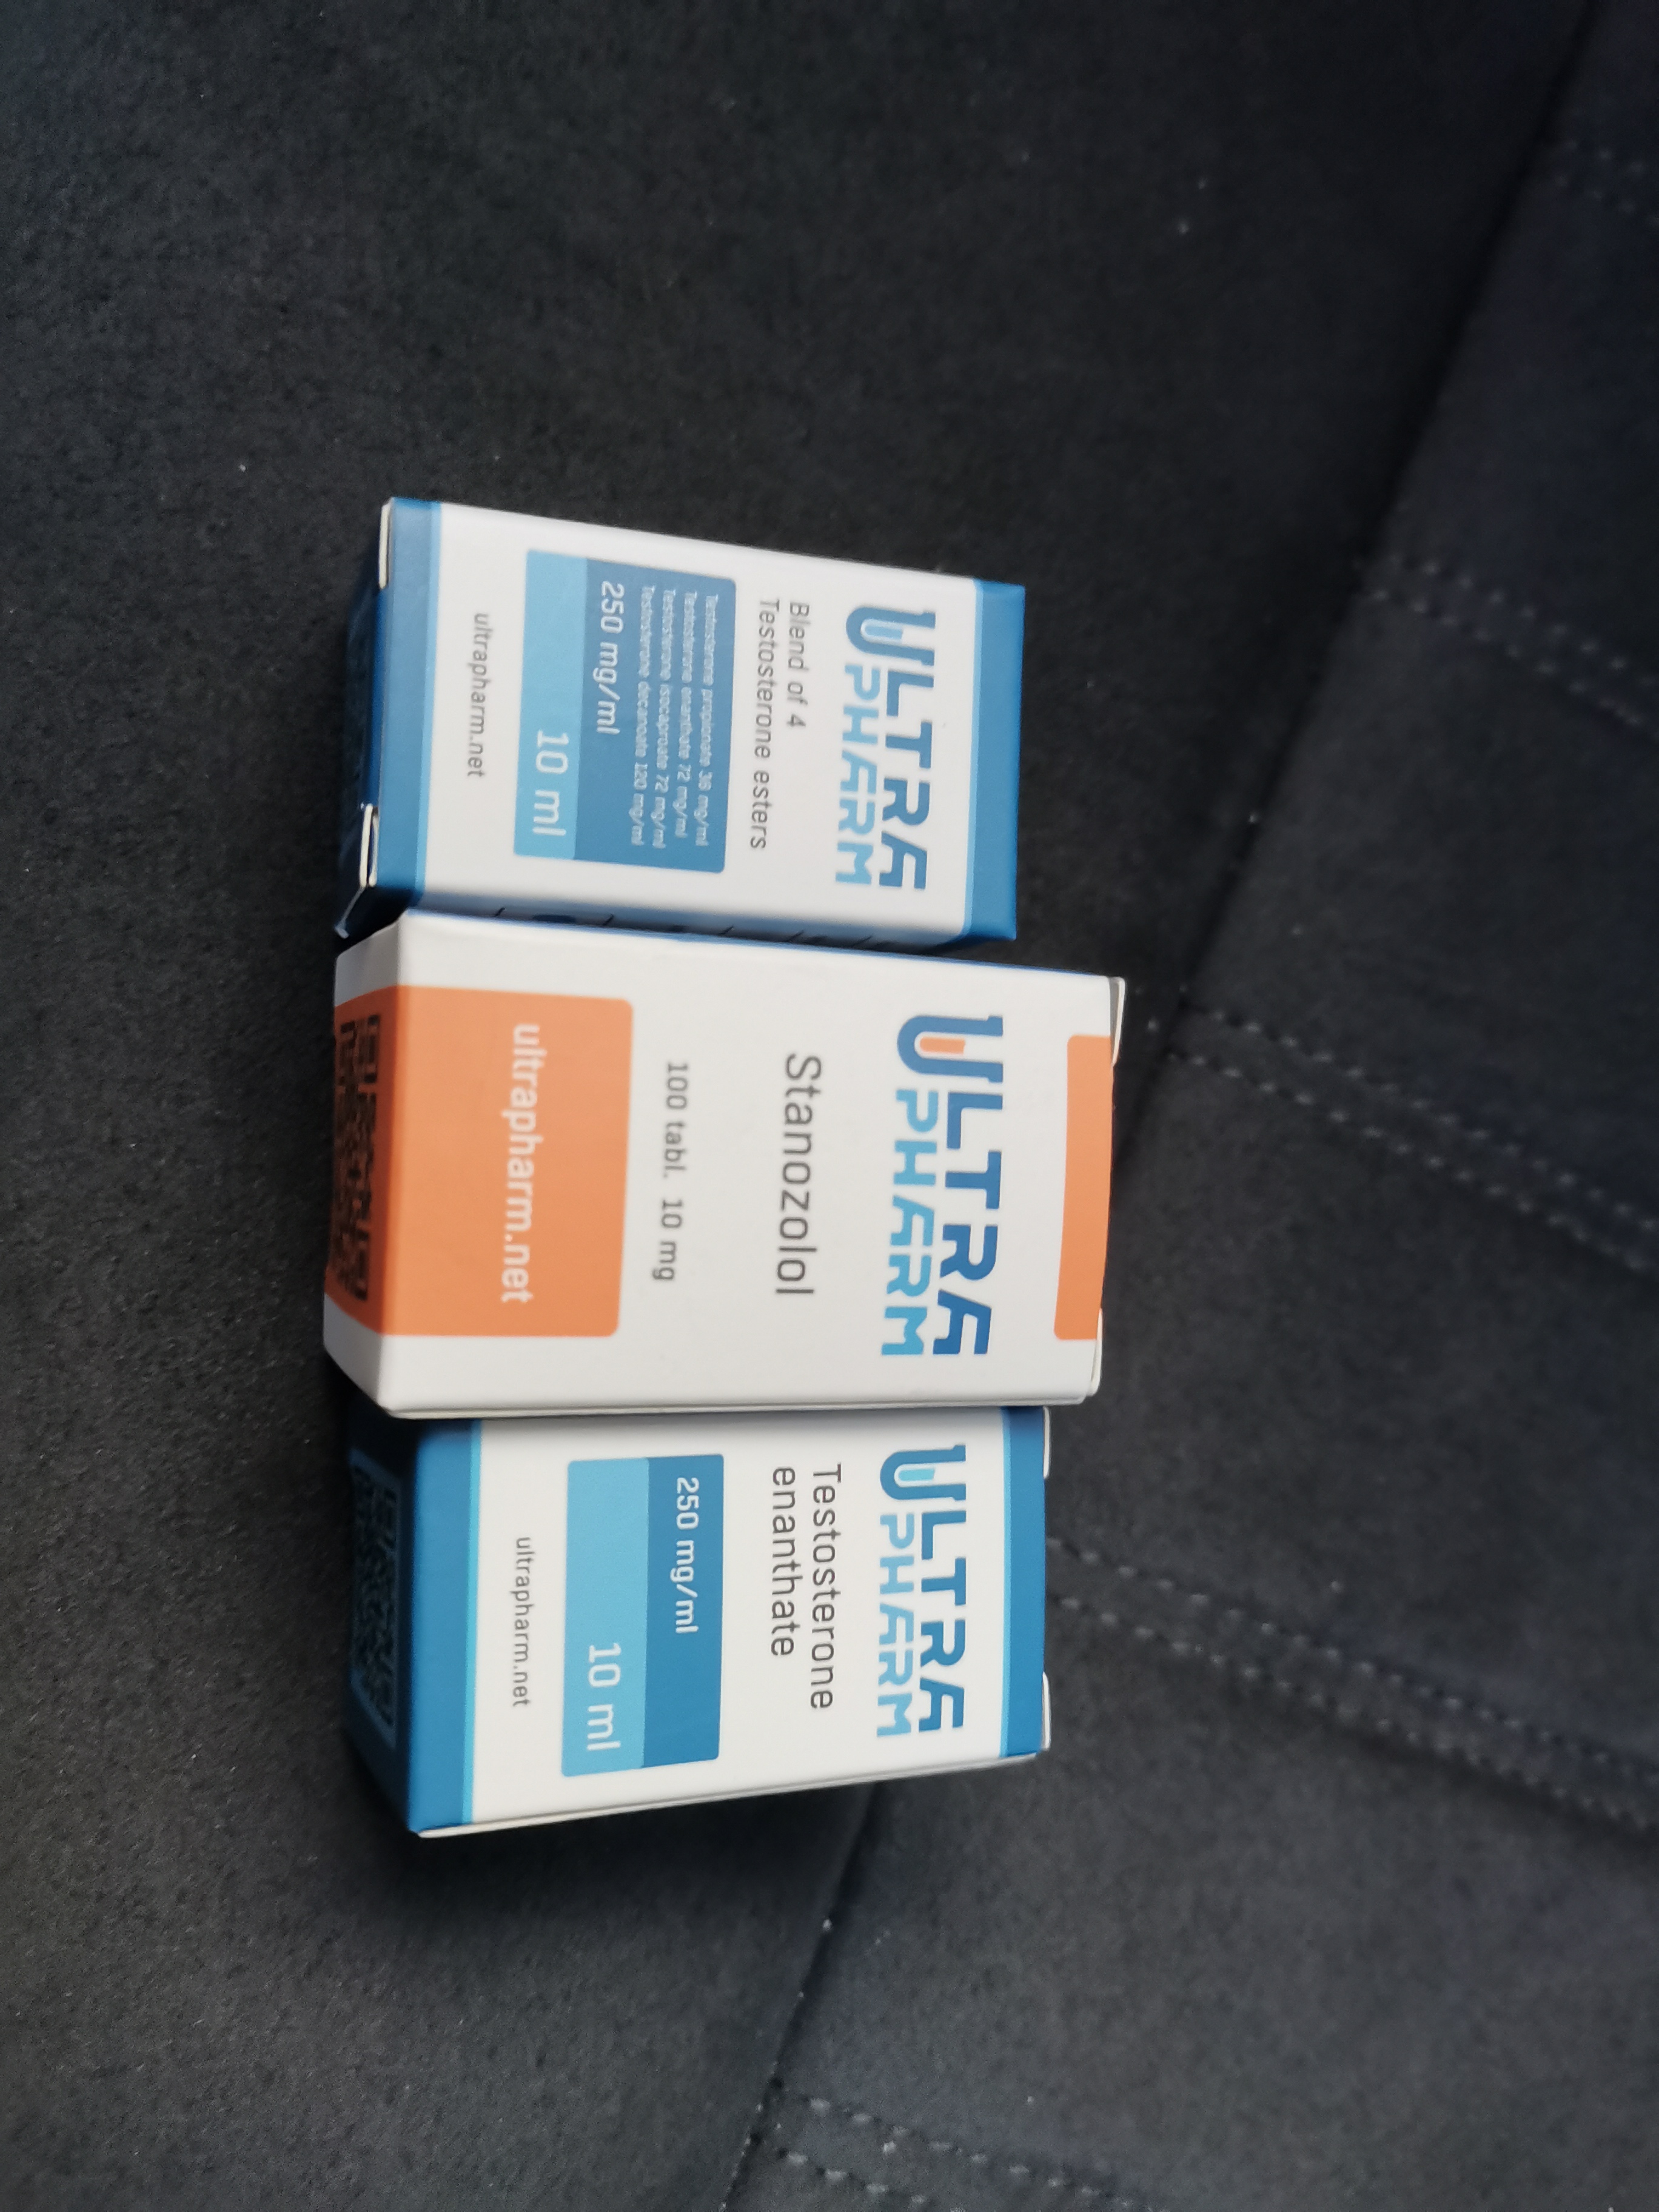 ULTRA
PHARM
Blend of 4
Testosterone esters
Testosterone propionate 36 mg/ml
Testosterone enanthate 72 mg/ml
Testosterone isocaproate 72 mg/ml
Testosterone decanoate 120 mg/ml
250 mg/ml
10 ml
ultrapharm.net
ULTRA
PHARM
Stanozolol
100 tabl. 10 mg
ultrapharm.net
ULTRA
PHARM
Testosterone
enanthate
250 mg/ml
10 ml
ultrapharm.net